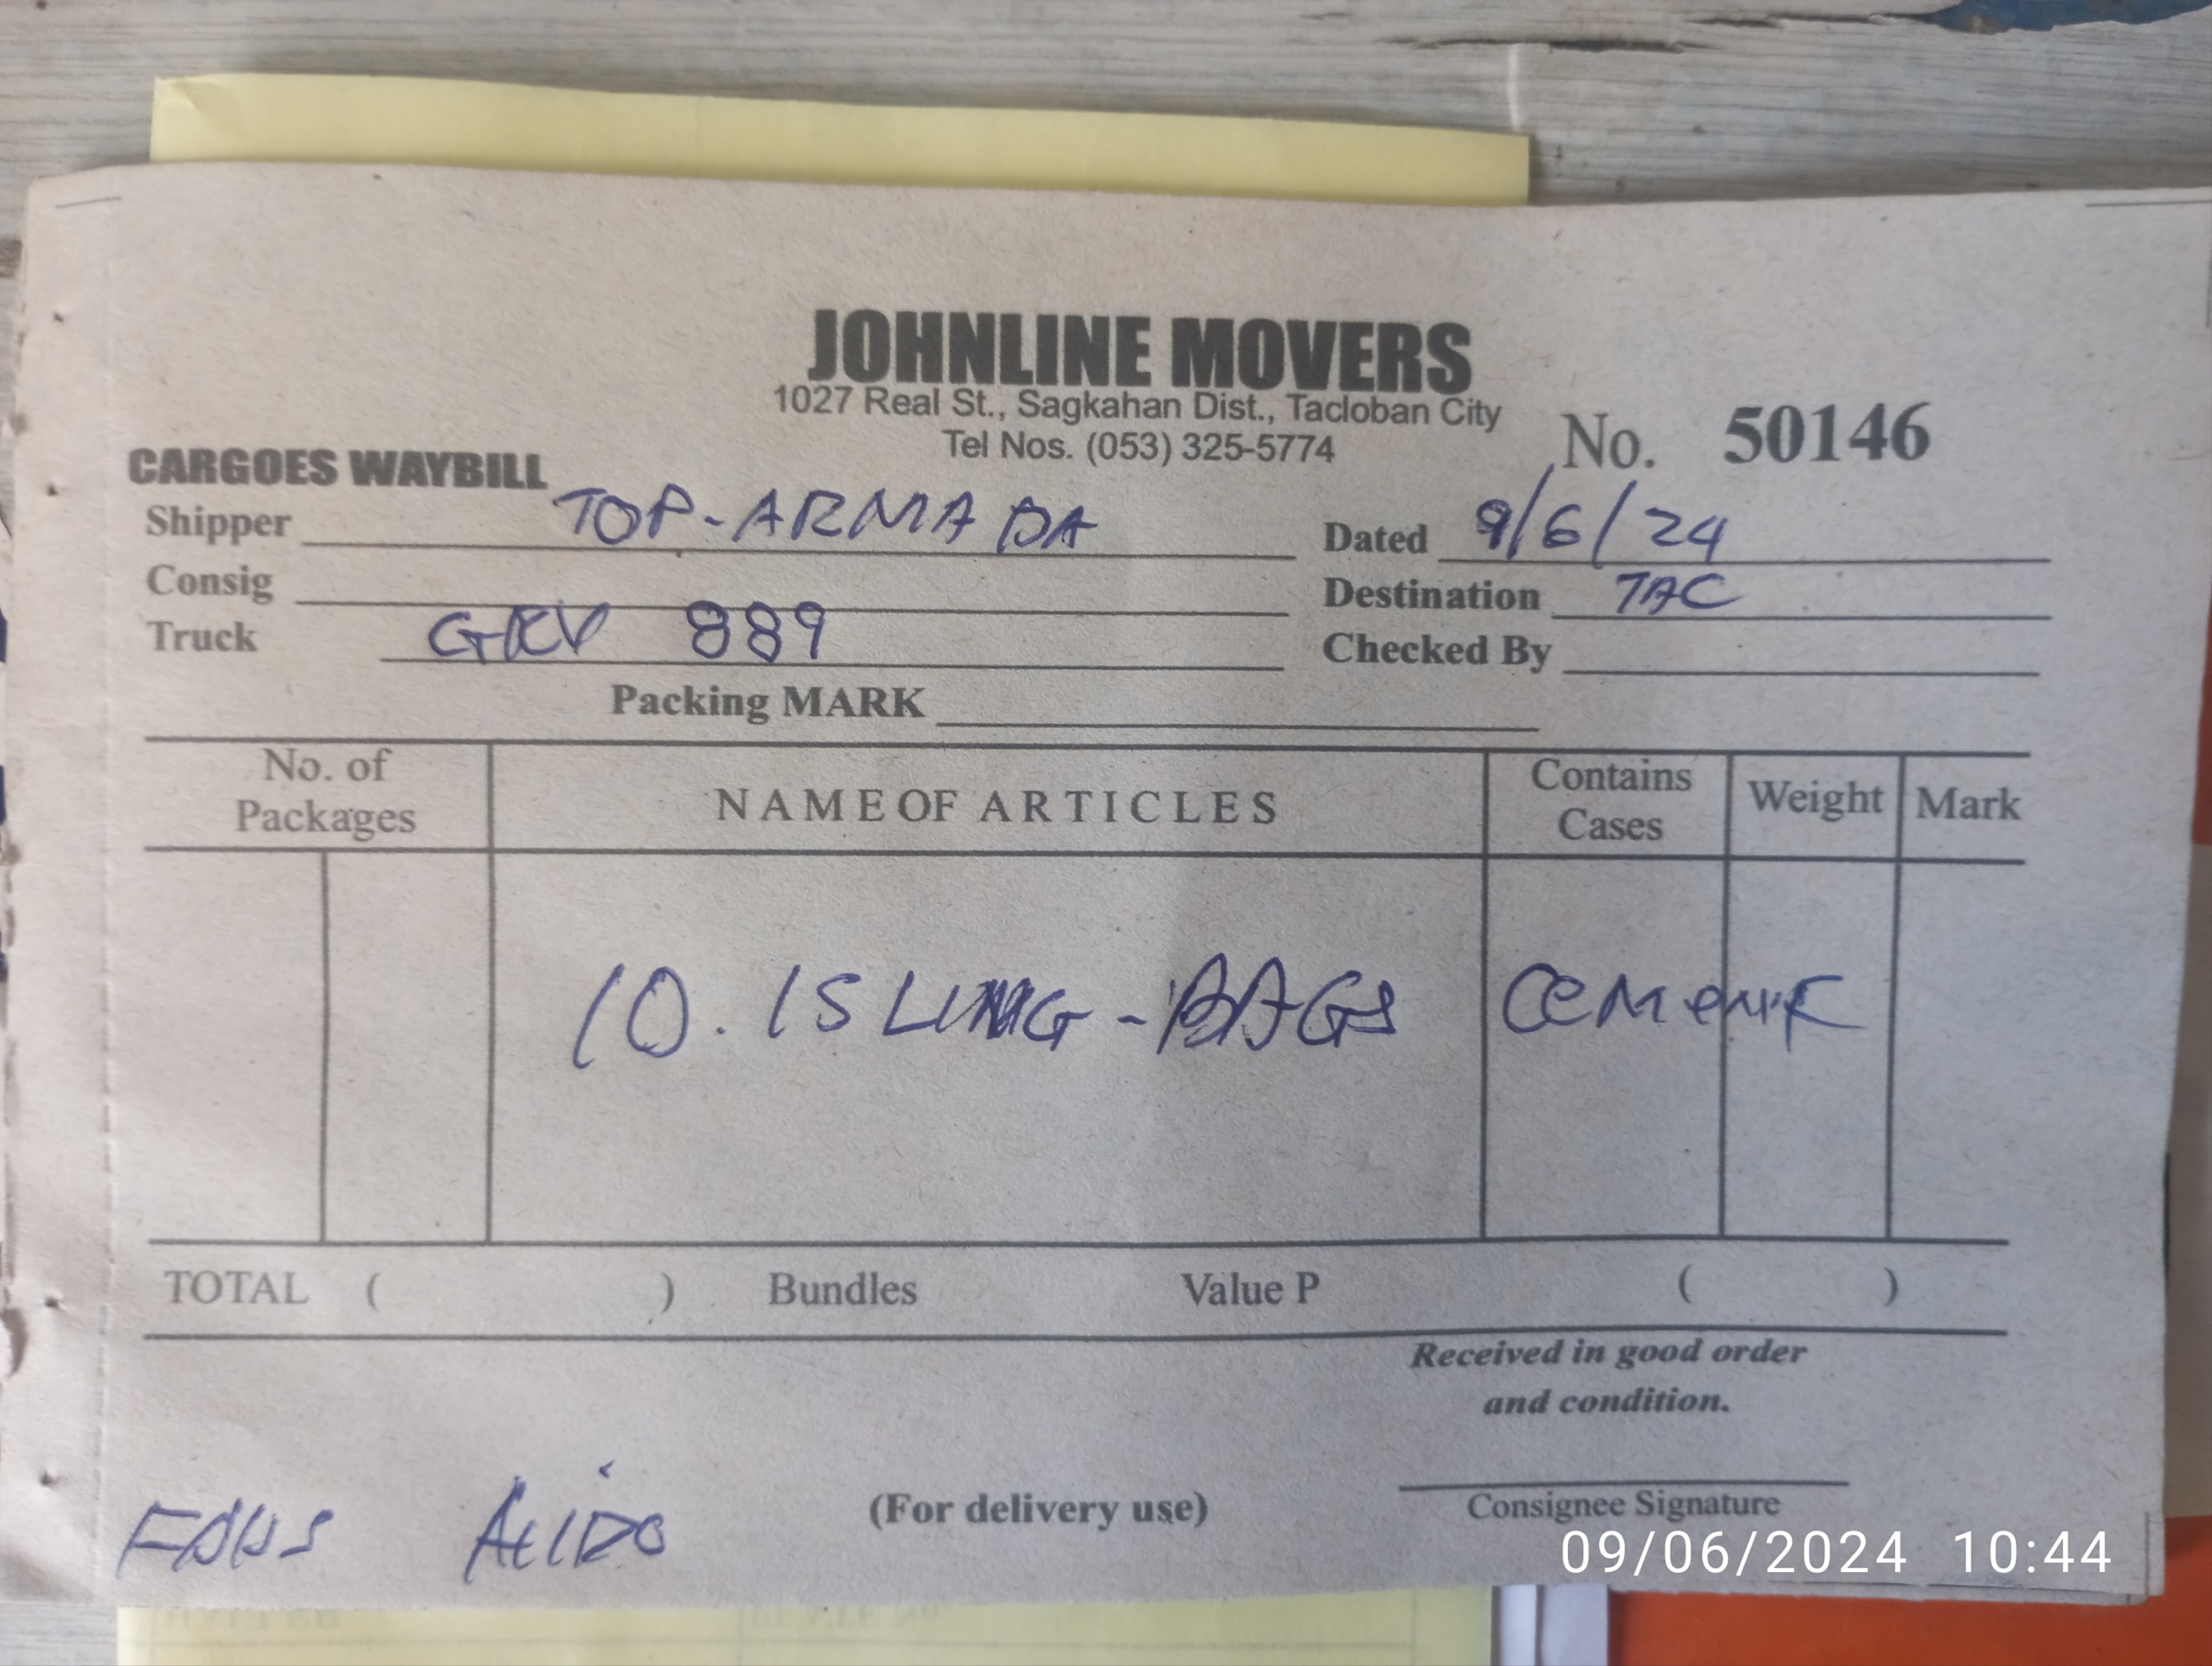 JOHNLINE MOVERS
1027 Real St., Sagkahan Dist., Tacloban City
Tel Nos. (053) 325-5774
No. 50146
CARGOES WAYBILL
Shipper TOP-ARMADA Dated 9/6/24
Consig Destination TAC
Truck GKV 889 Checked By
Packing MARK
No. of Packages NAME OF ARTICLES Contains Cases Weight Mark
10. SLING-BAGS CEMENT
TOTAL ( ) Bundles Value P ( )
Received in good order
and condition.
(For delivery use)
Consignee Signature
09/06/2024 10:44